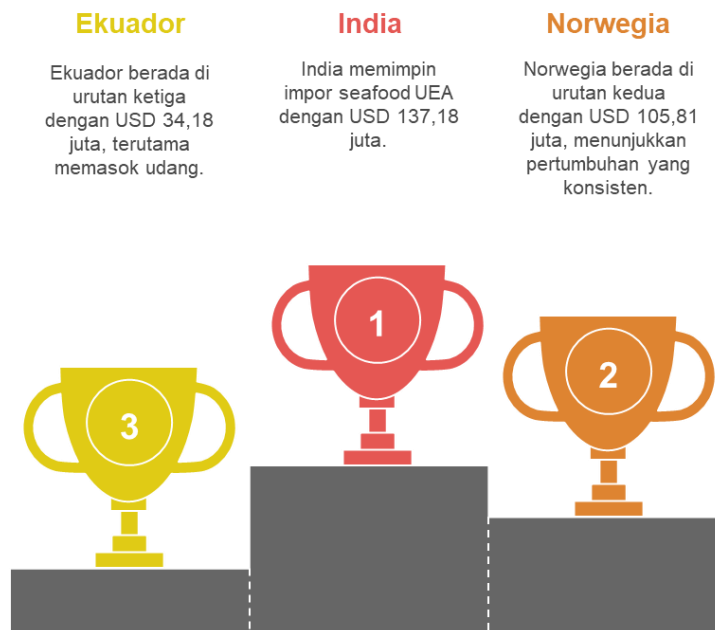 Ekuador
Ekuador berada di
urutan ketiga
dengan USD 34,18
juta, terutama
memasok udang.
India
India memimpin
impor seafood UEA
dengan USD 137,18
juta.
Norwegia
Norwegia berada di
urutan kedua
dengan USD 105,81
juta, menunjukkan
pertumbuhan yang
konsisten.
3
1
2